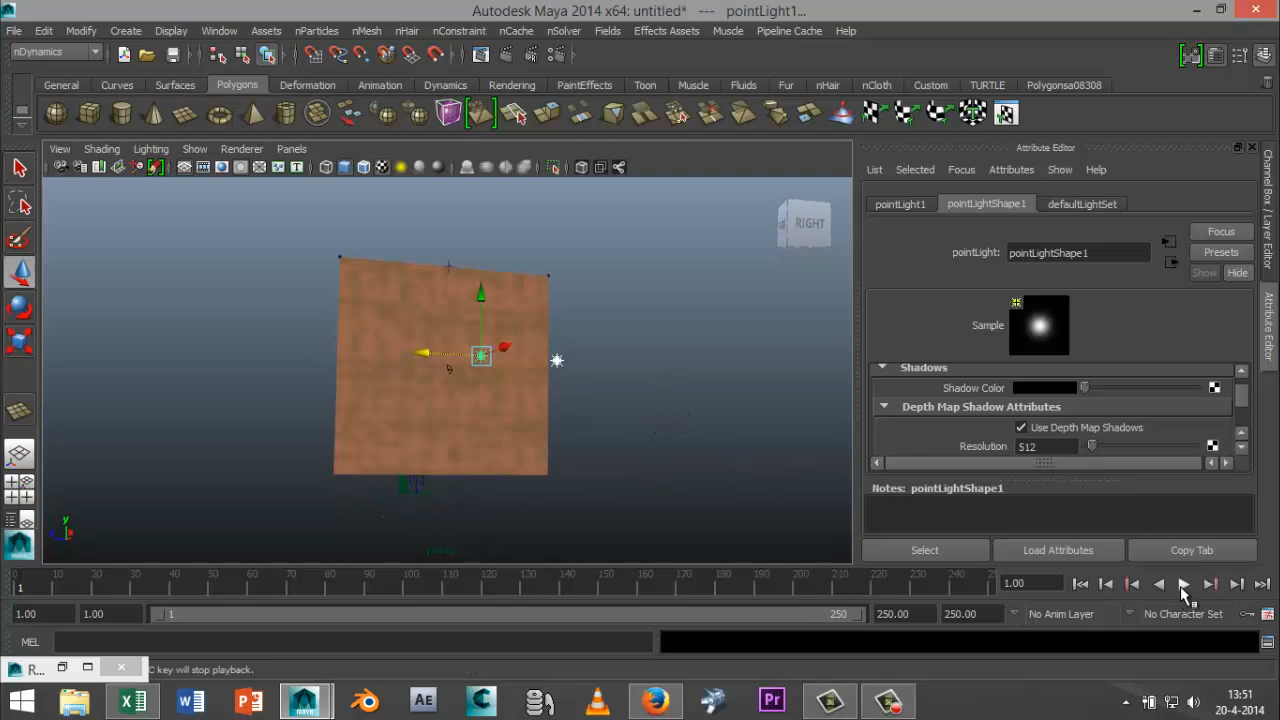 Autodesk Maya 2014 x64: untitled* --- pointLight1...
File Edit Modify Create Display Window Assets nParticles nMesh nHair nConstraint nCache nSolver Fields Effects Assets Muscle Pipeline Cache Help
nDynamics
General Curves Surfaces Polygons Deformation Animation Dynamics Rendering PaintEffects Toon Muscle Fluids Fur nHair nCloth Custom TURTLE Polygonsa08308
View Shading Lighting Show Renderer Panels
RIGHT
y
Attribute Editor
List Selected Focus Attributes Show Help
pointLight1 pointLightShape1 defaultLightSet
Focus
pointLight: pointLightShape1 Presets
Show Hide
Sample
Shadows
Shadow Color
Depth Map Shadow Attributes
Use Depth Map Shadows
Resolution 512
Notes: pointLightShape1
Select Load Attributes Copy Tab
Channel Box / Layer Editor
Attribute Editor
0 10 20 30 40 50 60 70 80 90 100 110 120 130 140 150 160 170 180 190 200 210 220 230 240
1 1.00
1.00 1.00 1 250 250.00 250.00 No Anim Layer No Character Set
MEL
R... C key will stop playback.
W P Ae C Pr
13:51
20-4-2014